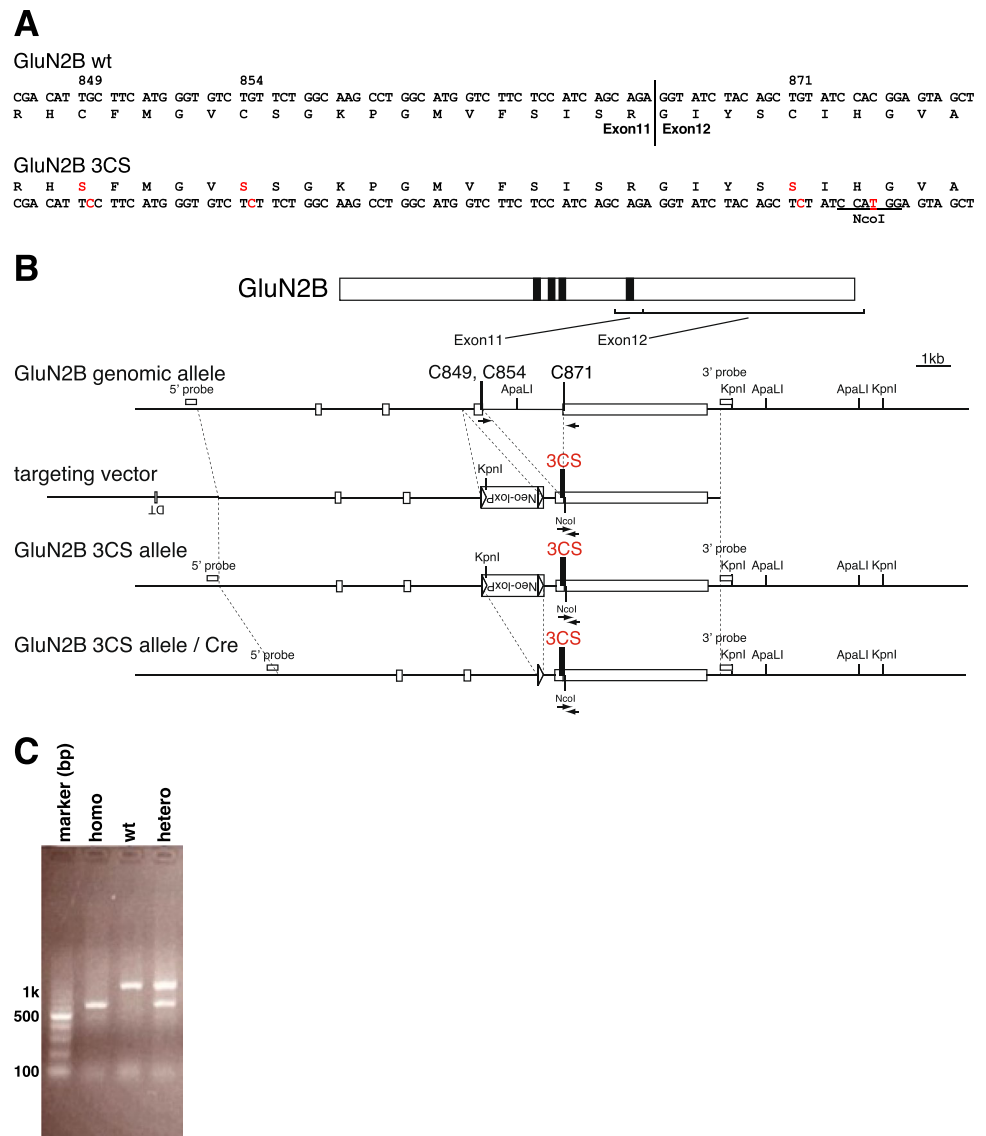 A
GluN2B wt
849 854 871
CGA CAT TGC TTC ATG GGT GTC TGT TCT GGC AAG CCT GGC ATG GTC TTC TCC ATC AGC AGA GGT ATC TAC AGC TGT ATC CAC GGA GTA GCT
R H C F M G V C S G K P G M V F S I S R G I Y S C I H G V A
Exon11 Exon12
GluN2B 3CS
R H S F M G V S S G K P G M V F S I S R G I Y S S I H G V A
CGA CAT TCC TTC ATG GGT GTC TCT TCT GGC AAG CCT GGC ATG GTC TTC TCC ATC AGC AGA GGT ATC TAC AGC TCT ATC CAT GGA GTA GCT
NcoI
B
GluN2B
Exon11 Exon12
1kb
GluN2B genomic allele
C849, C854 C871
5' probe ApaLI 3' probe KpnI ApaLI ApaLI KpnI
targeting vector
3CS
KpnI
Neo-loxP
DT
NcoI
GluN2B 3CS allele
3CS
5' probe KpnI 3' probe KpnI ApaLI ApaLI KpnI
Neo-loxP
NcoI
GluN2B 3CS allele / Cre
3CS
5' probe 3' probe KpnI ApaLI ApaLI KpnI
NcoI
C
marker (bp) homo wt hetero
1k
500
100